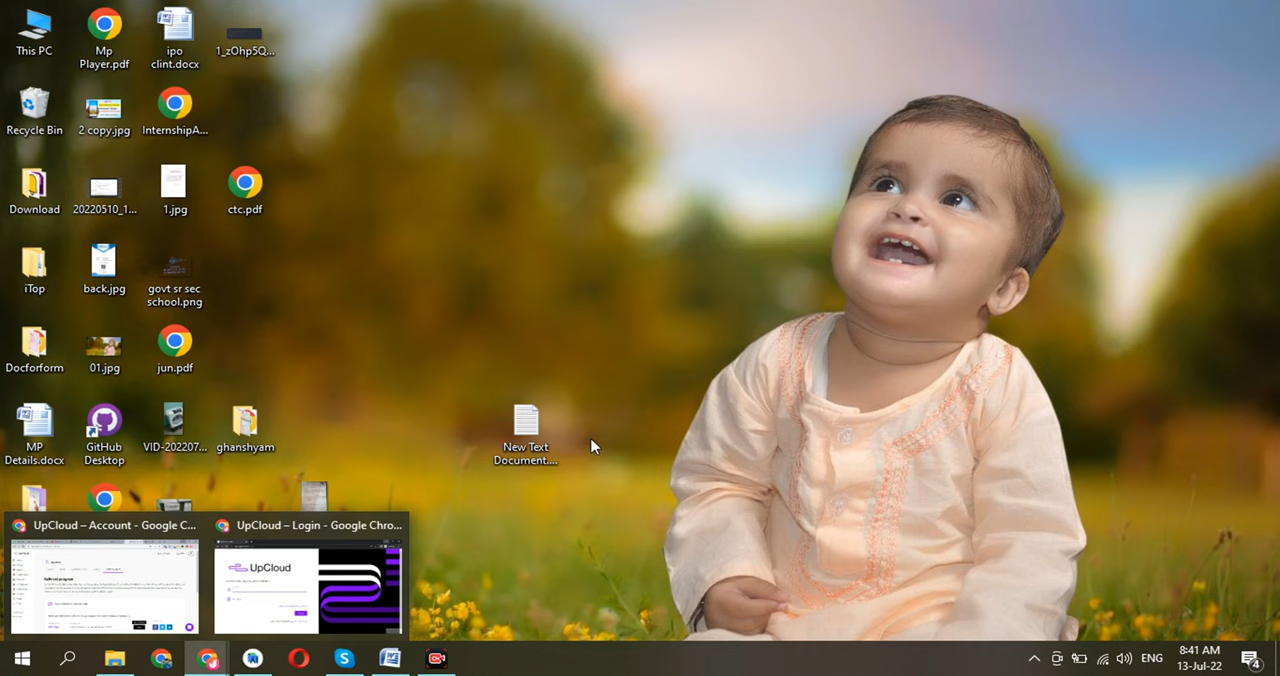 This PC
Mp
Player.pdf
ipo
clint.docx
1_zOhp5Q...
Recycle Bin
2 copy.jpg
InternshipA...
Download
20220510_1...
1.jpg
ctc.pdf
iTop
back.jpg
govt sr sec
school.png
Docforform
01.jpg
jun.pdf
MP
Details.docx
GitHub
Desktop
VID-202207...
ghanshyam
New Text
Document....
UpCloud – Account - Google C...
UpCloud – Login - Google Chro...
UpCloud
ENG
8:41 AM
13-Jul-22
4